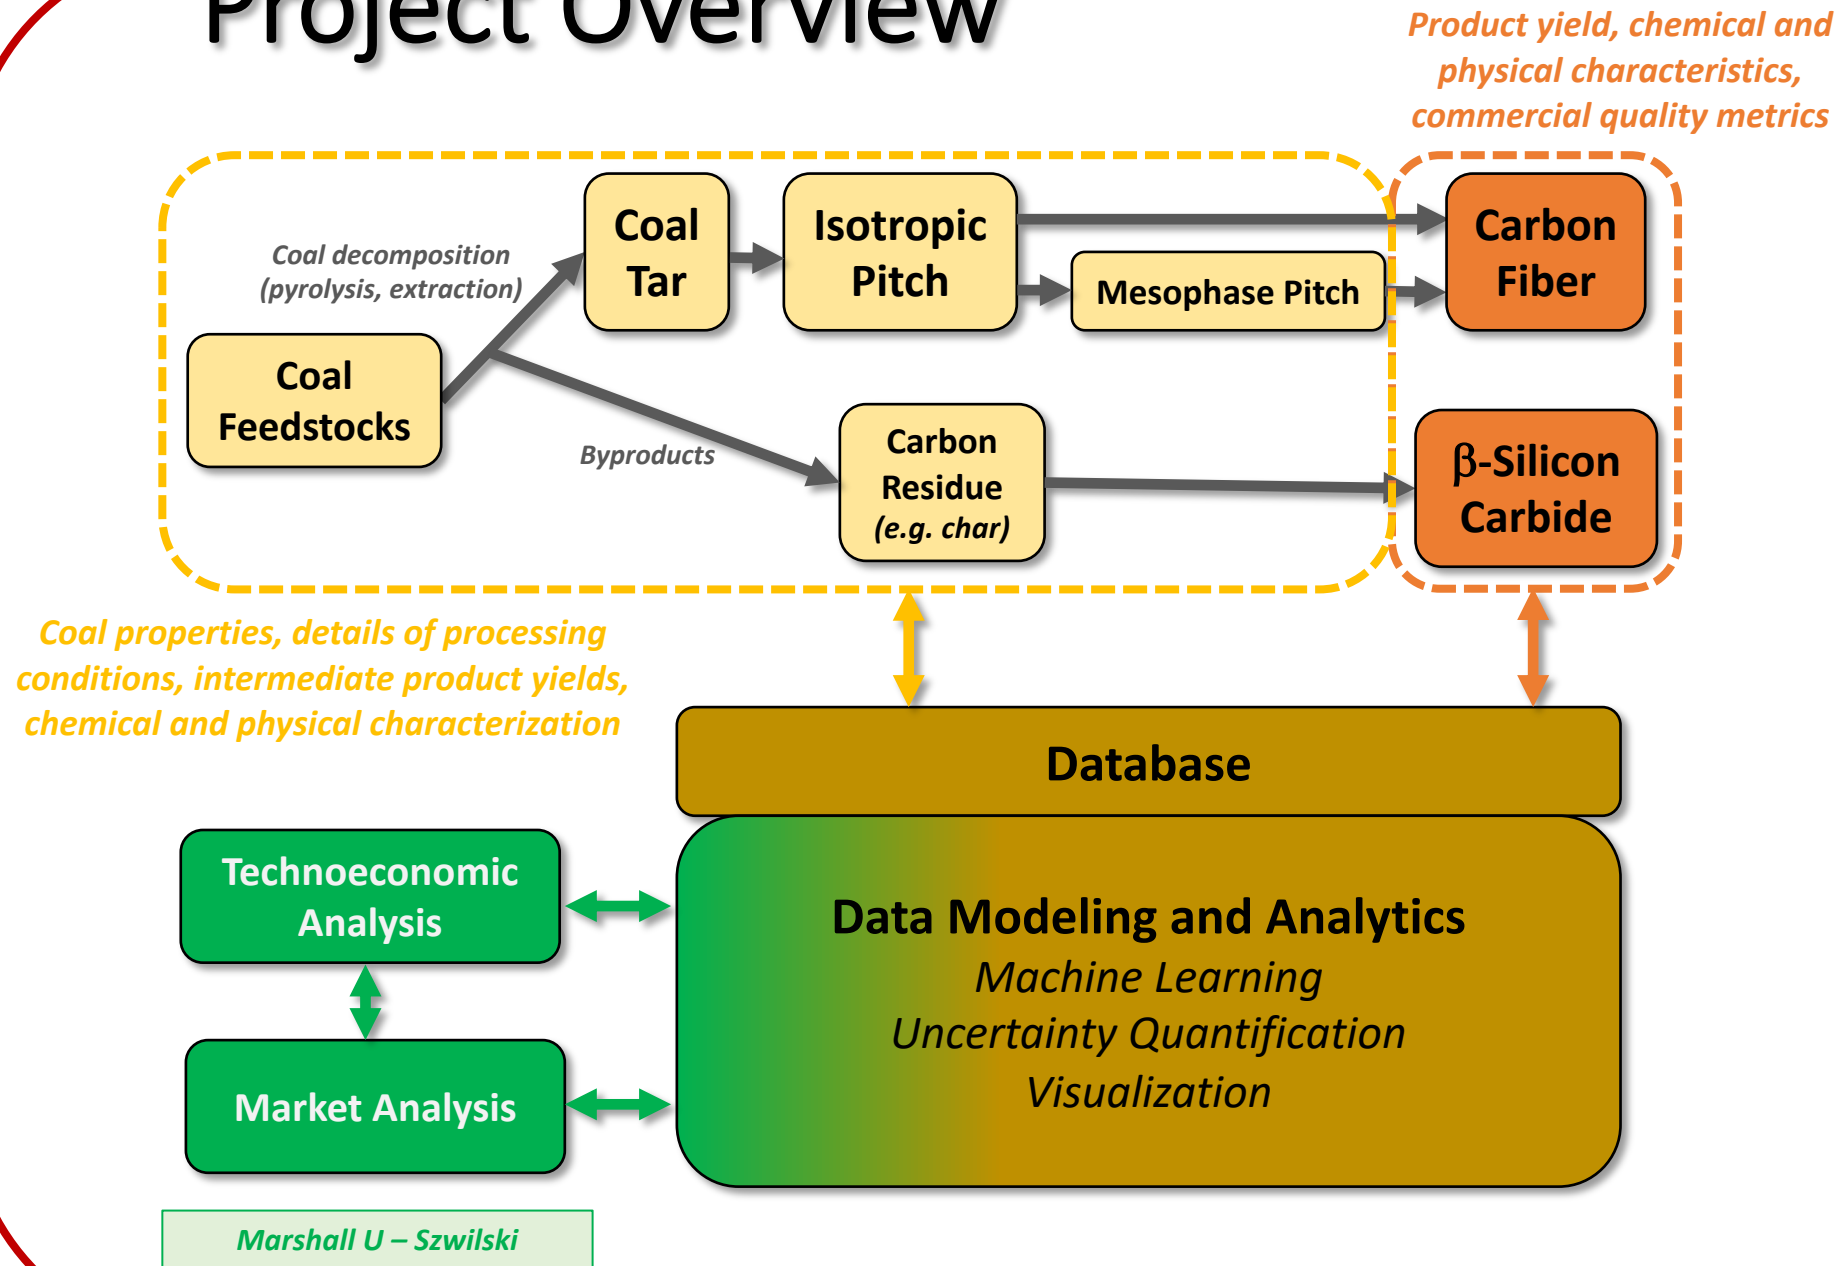 Project Overview
Product yield, chemical and
physical characteristics,
commercial quality metrics
Coal decomposition
(pyrolysis, extraction)
Coal
Tar
Isotropic
Pitch
Mesophase Pitch
Carbon
Fiber
Coal
Feedstocks
Byproducts
Carbon
Residue
(e.g. char)
β-Silicon
Carbide
Coal properties, details of processing
conditions, intermediate product yields,
chemical and physical characterization
Database
Technoeconomic
Analysis
Data Modeling and Analytics
Machine Learning
Uncertainty Quantification
Visualization
Market Analysis
Marshall U – Szwilski